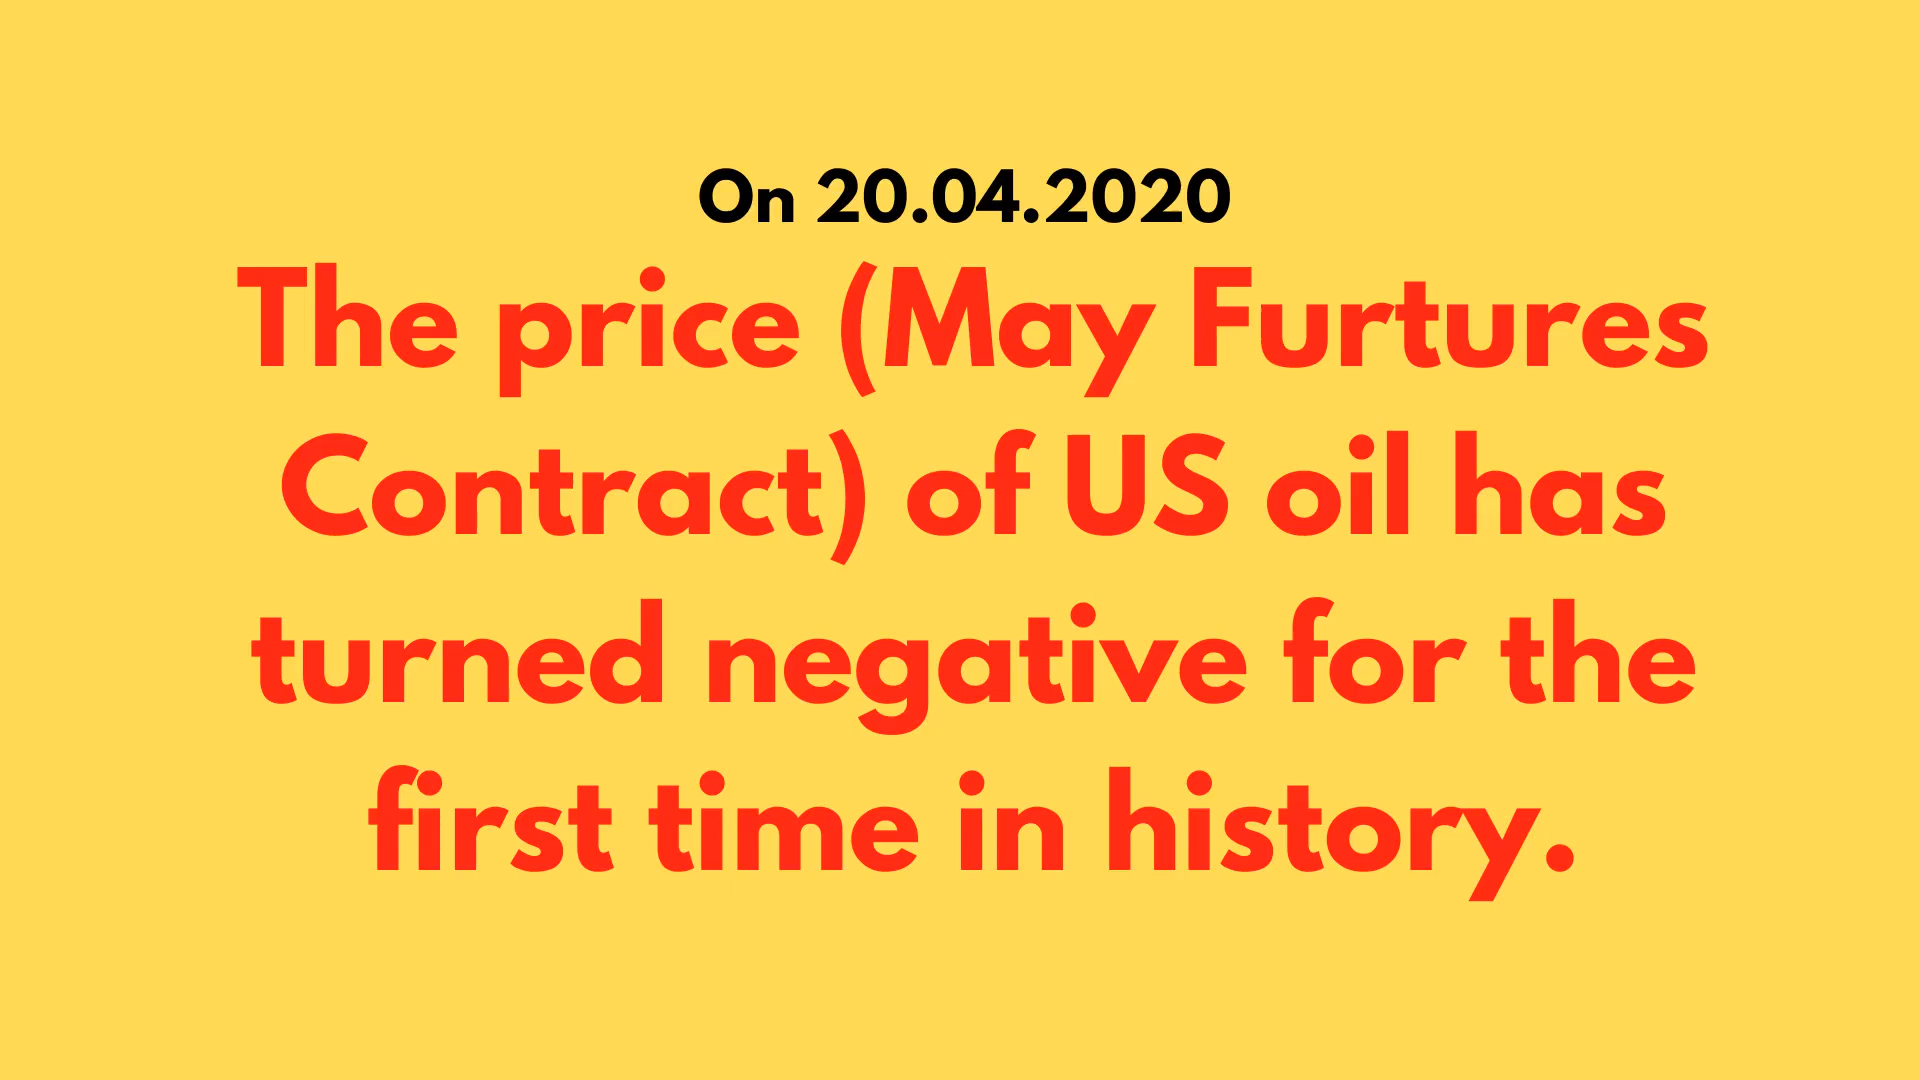 On 20.04.2020
The price (May Furtures
Contract) of US oil has
turned negative for the
first time in history.